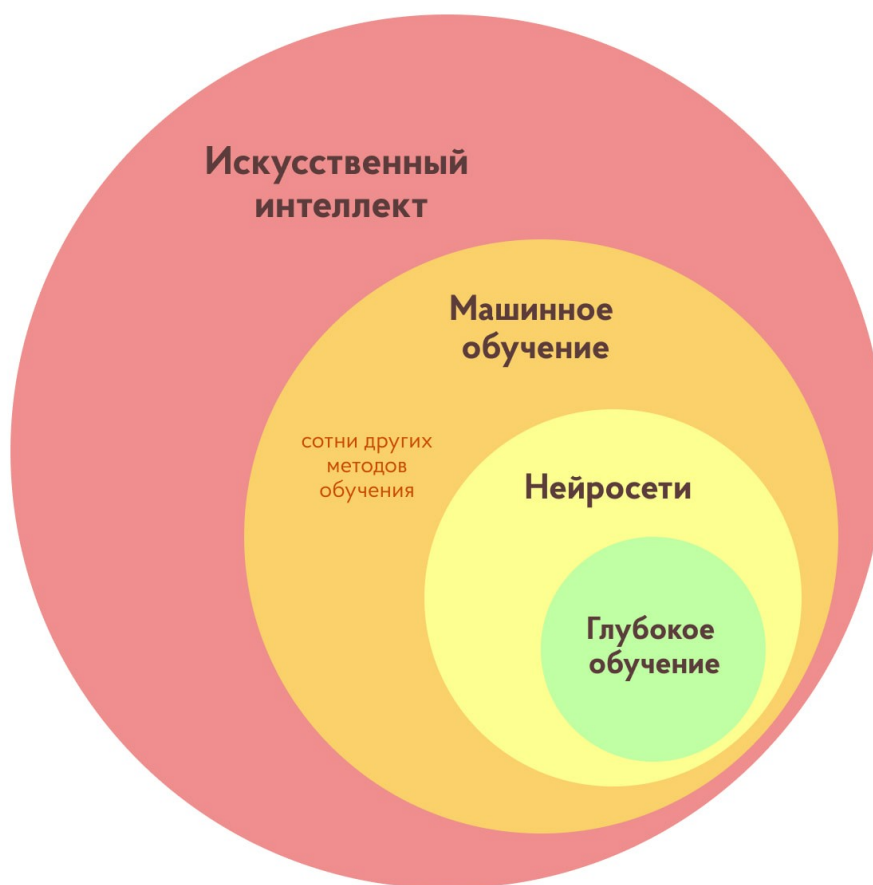 Искусственный
интеллект
Машинное
обучение
сотни других
методов
обучения
Нейросети
Глубокое
обучение